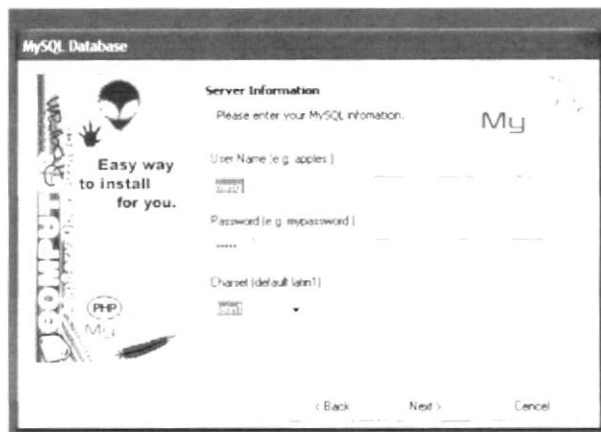 MySQL Database
Server Information
Please enter your MySQL infomation.
My
User Name (e.g. apples )
Easy way
to install
for you.
Password (e.g. mypassword )
•••••
Charset (default latin1)
PHP
My
< Back
Next >
Cancel